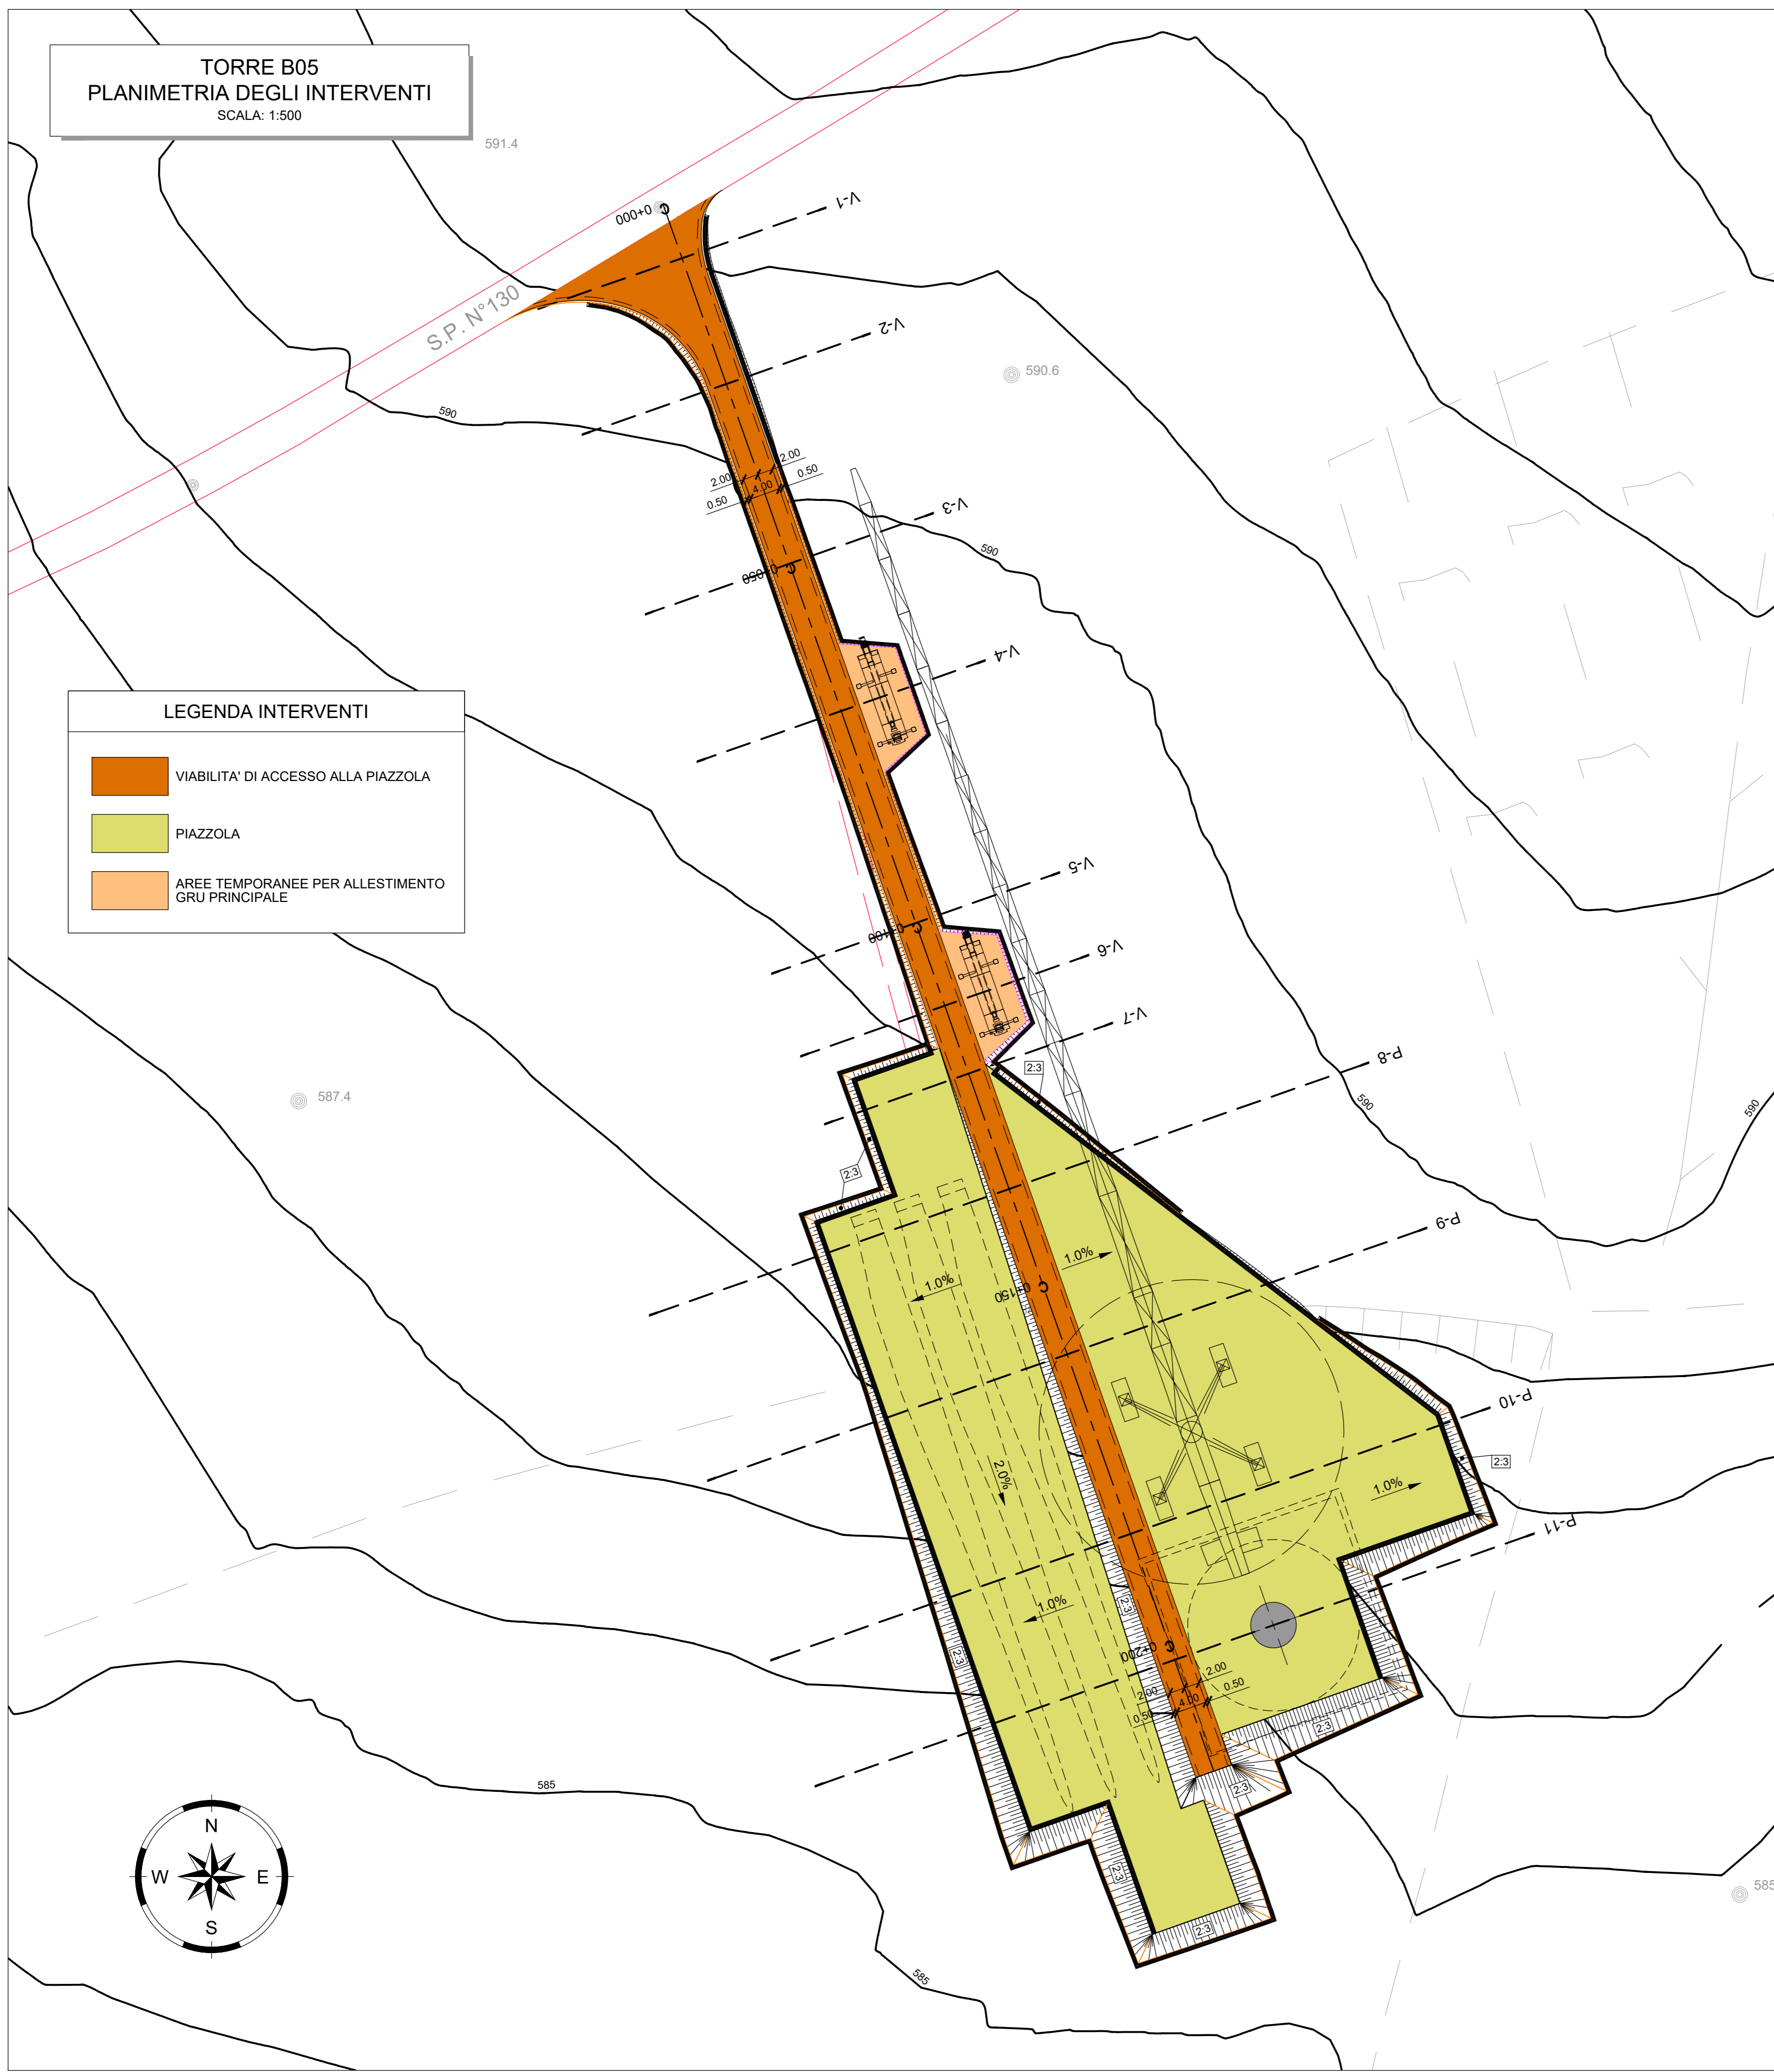 TORRE B05
PLANIMETRIA DEGLI INTERVENTI
SCALA: 1:500
591.4
0+000
V-1
S.P. N°130
V-2
590.6
590
2.00
2.00
4.00
0.50
0.50
V-3
590
0+050
V-4
LEGENDA INTERVENTI
VIABILITA' DI ACCESSO ALLA PIAZZOLA
PIAZZOLA
AREE TEMPORANEE PER ALLESTIMENTO
GRU PRINCIPALE
V-5
0+100
V-6
V-7
P-8
2:3
587.4
590
590
2:3
P-9
1.0%
1.0%
0+150
P-10
2.0%
1.0%
2:3
P-11
1.0%
2:3
2:3
0+200
2.00
2.00
4.00
0.50
0.50
2:3
2:3
585
2:3
2:3
585
585
N
W
E
S